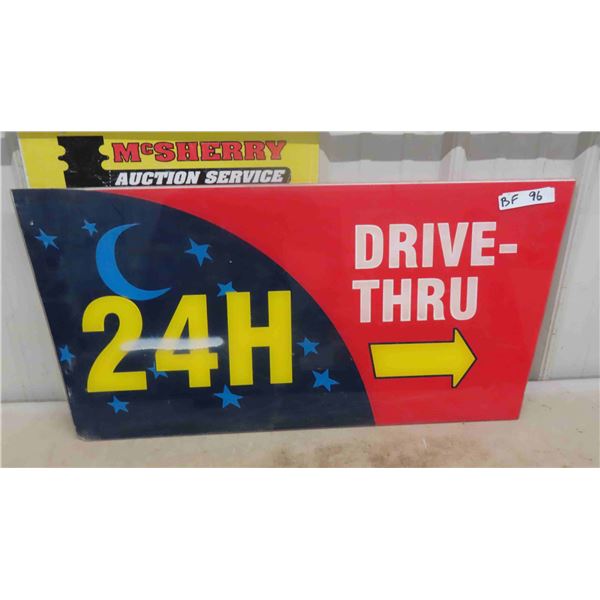 McSHERRY
AUCTION SERVICE
BF 96
DRIVE-
THRU
24H